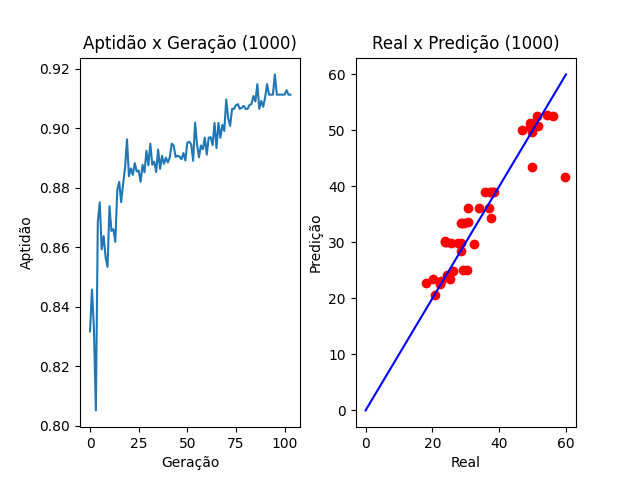 Aptidão x Geração (1000)
0.92
0.90
0.88
0.86
0.84
0.82
0.80
Aptidão
0 25 50 75 100
Geração
Real x Predição (1000)
60
50
40
30
20
10
0
Predição
0 20 40 60
Real